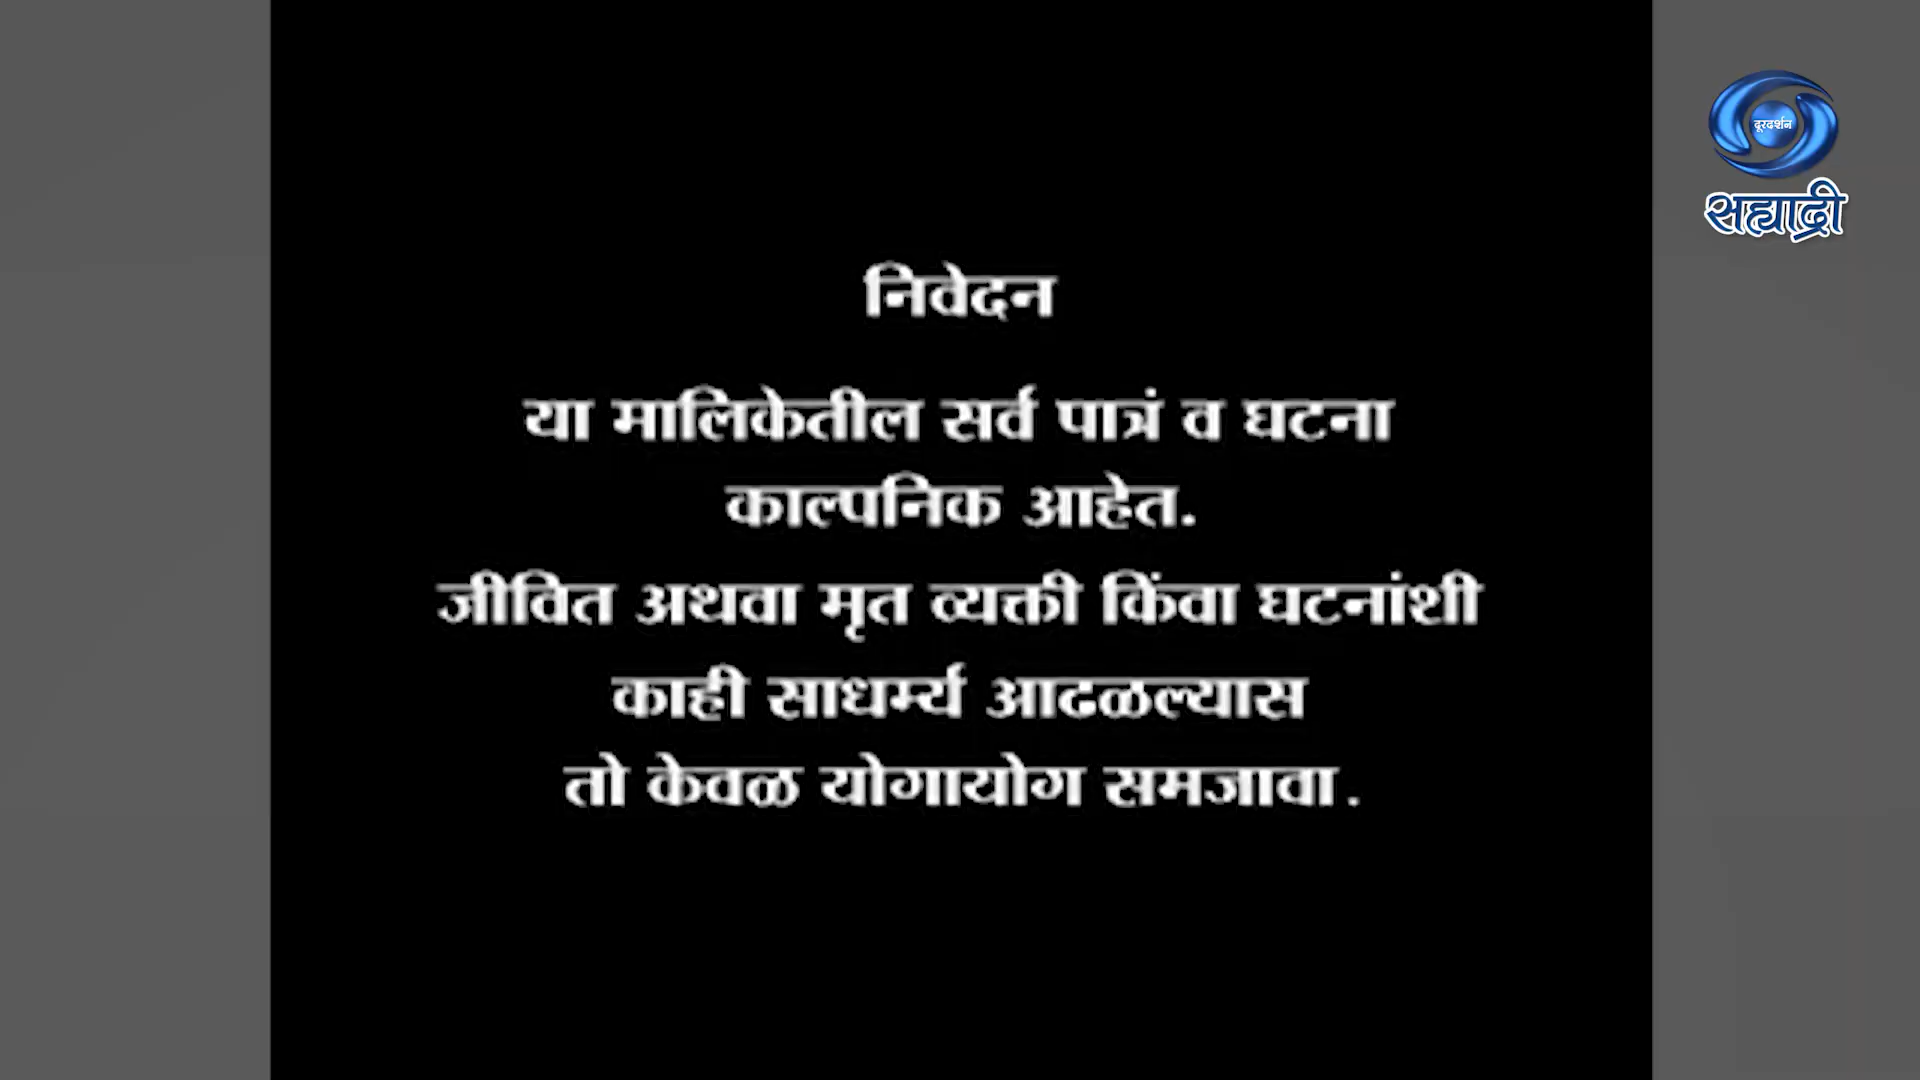 दूरदर्शन
सह्याद्री
निवेदन
या मालिकेतील सर्व पात्रं व घटना
काल्पनिक आहेत.
जीवित अथवा मृत व्यक्ती किंवा घटनांशी
काही साधर्म्य आढळल्यास
तो केवळ योगायोग समजावा.